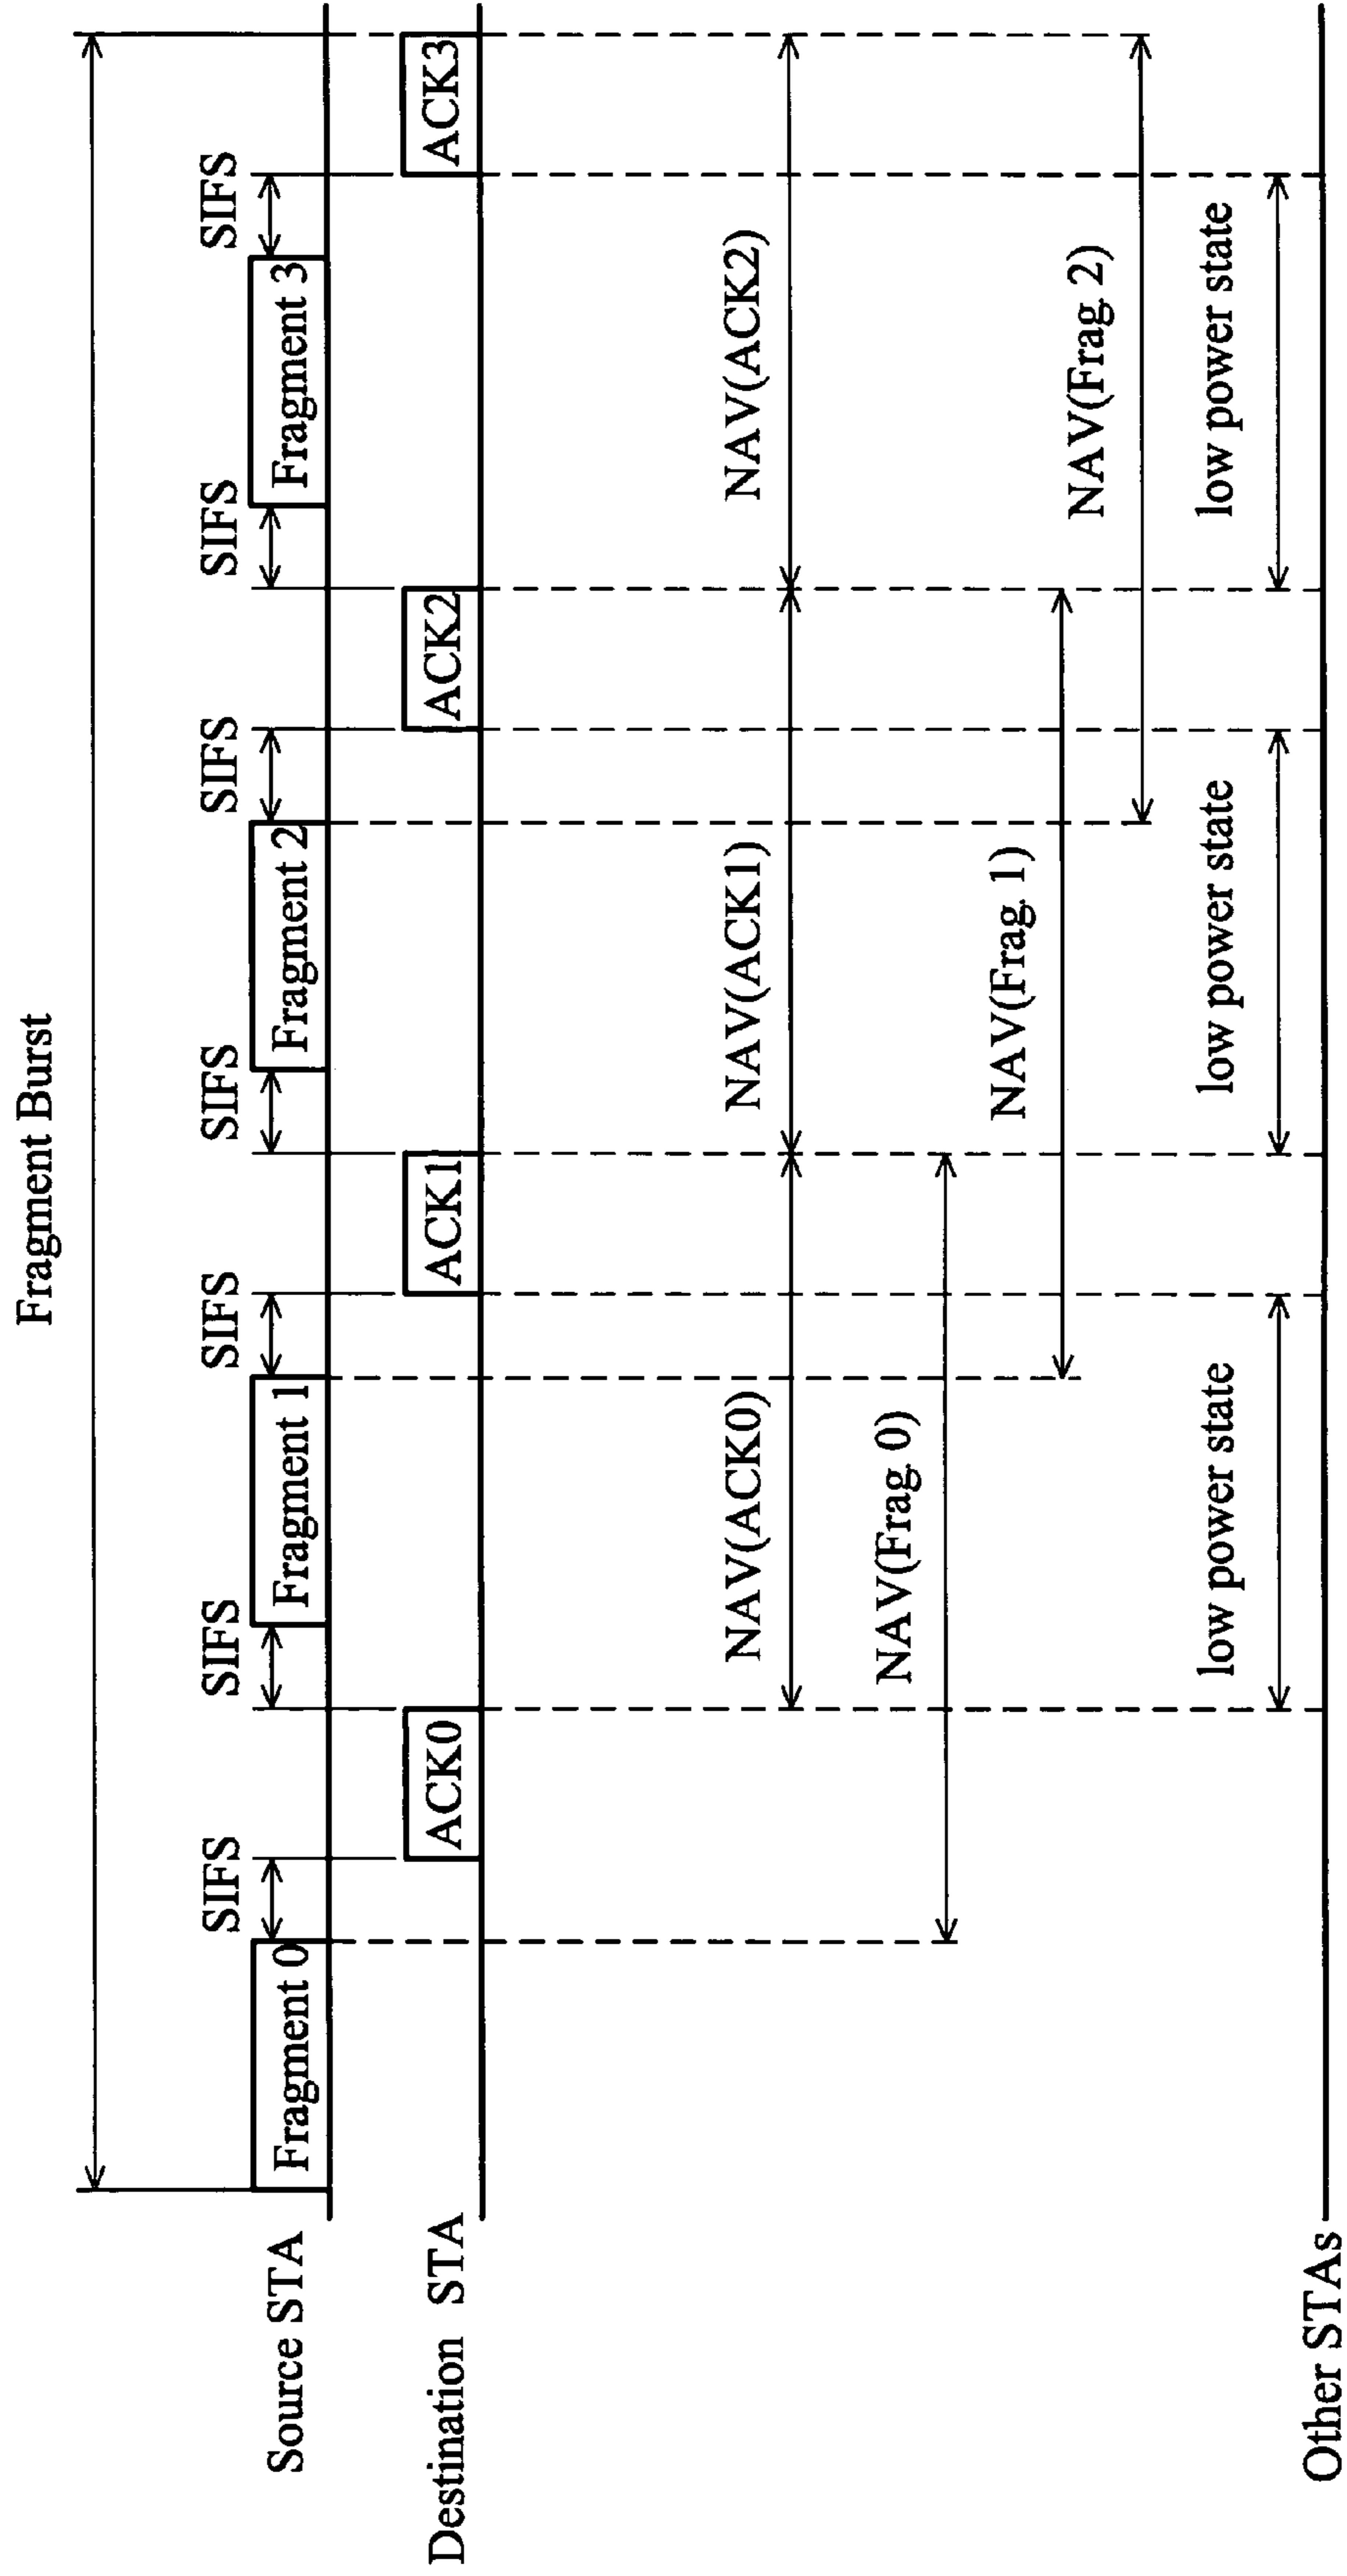 Fragment Burst
SIFS SIFS SIFS SIFS SIFS SIFS SIFS
Source STA Fragment 0 Fragment 1 Fragment 2 Fragment 3
Destination STA ACK0 ACK1 ACK2 ACK3
NAV(ACK0) NAV(ACK1) NAV(ACK2)
NAV(Frag. 0)
NAV(Frag. 1)
NAV(Frag. 2)
low power state low power state low power state
Other STAs